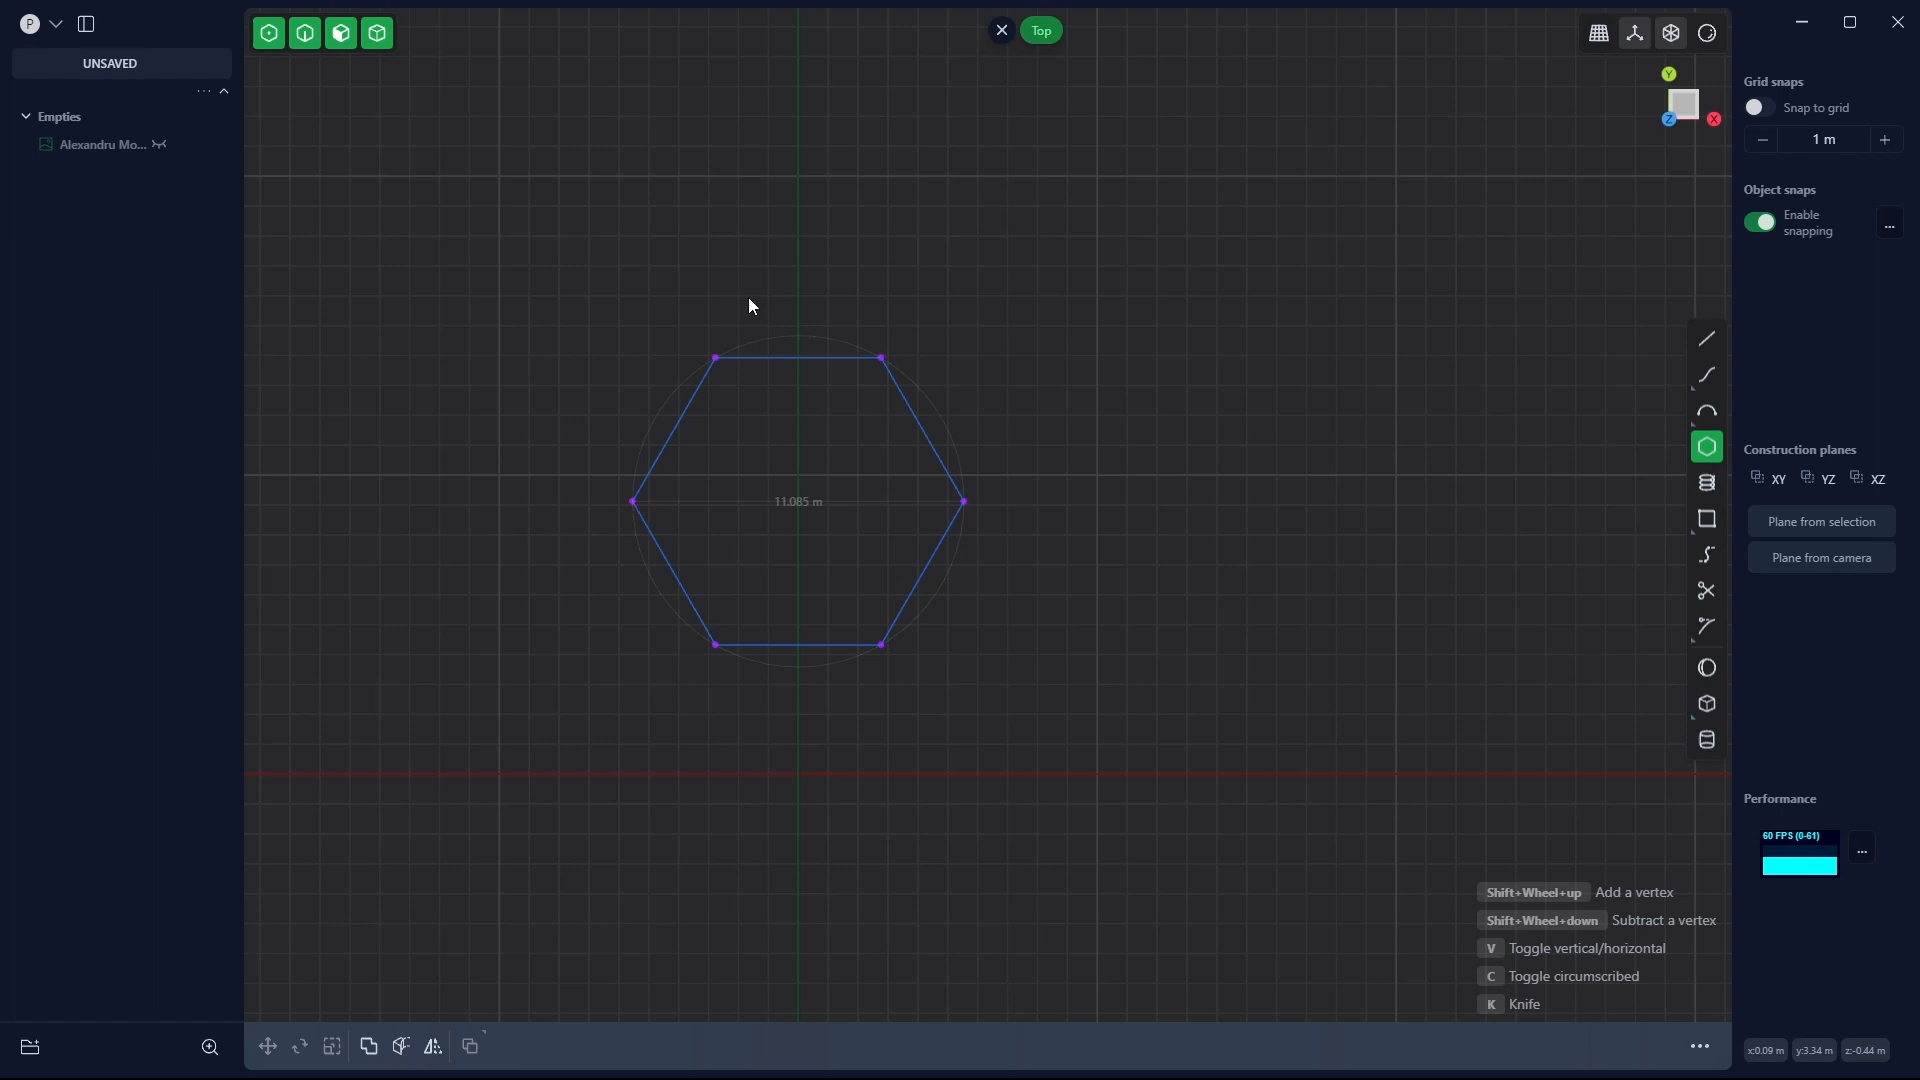 P
UNSAVED
Empties
Alexandru Mo...
Top
Y
Z
X
11.085 m
Grid snaps
Snap to grid
1 m
Object snaps
Enable
snapping
...
Construction planes
XY
YZ
XZ
Plane from selection
Plane from camera
Performance
60 FPS (0-61)
...
Shift+Wheel+up Add a vertex
Shift+Wheel+down Subtract a vertex
V Toggle vertical/horizontal
C Toggle circumscribed
K Knife
x:0.09 m y:3.34 m z:-0.44 m